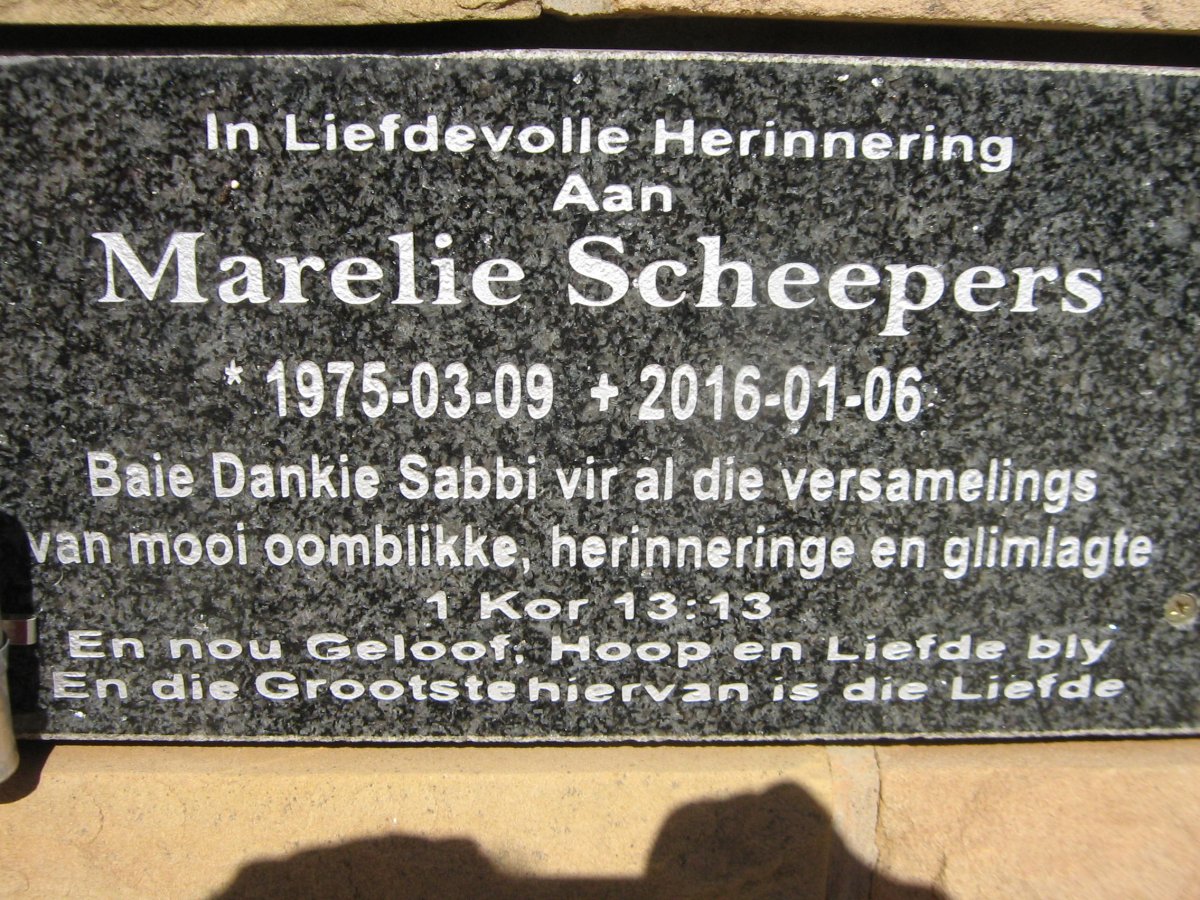 In Liefdevolle Herinnering
Aan
Marelie Scheepers
* 1975-03-09 + 2016-01-06
Baie Dankie Sabbi vir al die versamelings
van mooi oomblikke, herinneringe en glimlagte
1 Kor 13:13
En nou Geloof, Hoop en Liefde bly
En die Grootste hiervan is die Liefde